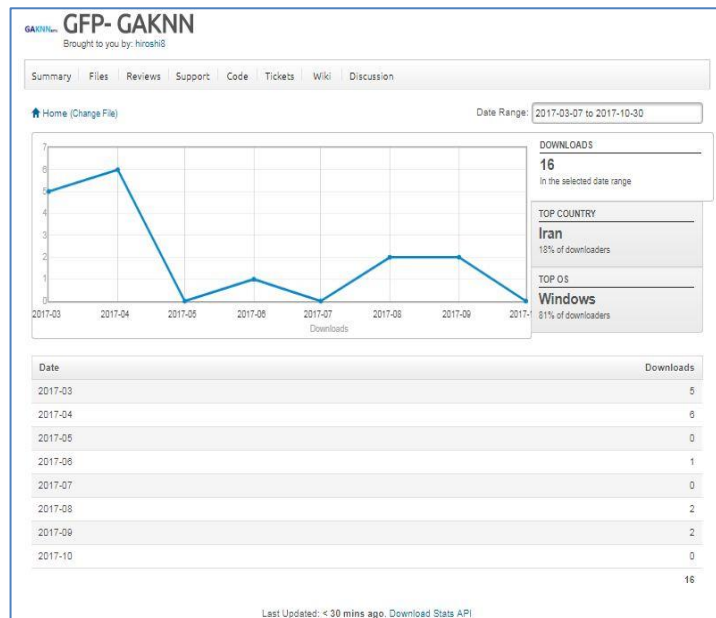 GAKNN
GFP- GAKNN
Brought to you by: hiroshi8
Summary Files Reviews Support Code Tickets Wiki Discussion
Home (Change File)
Date Range: 2017-03-07 to 2017-10-30
7
6
5
4
3
2
1
0
2017-03 2017-04 2017-05 2017-06 2017-07 2017-08 2017-09 2017-1
Downloads
DOWNLOADS
16
In the selected date range
TOP COUNTRY
Iran
18% of downloaders
TOP OS
Windows
81% of downloaders
Date Downloads
2017-03 5
2017-04 6
2017-05 0
2017-06 1
2017-07 0
2017-08 2
2017-09 2
2017-10 0
16
Last Updated: < 30 mins ago. Download Stats API